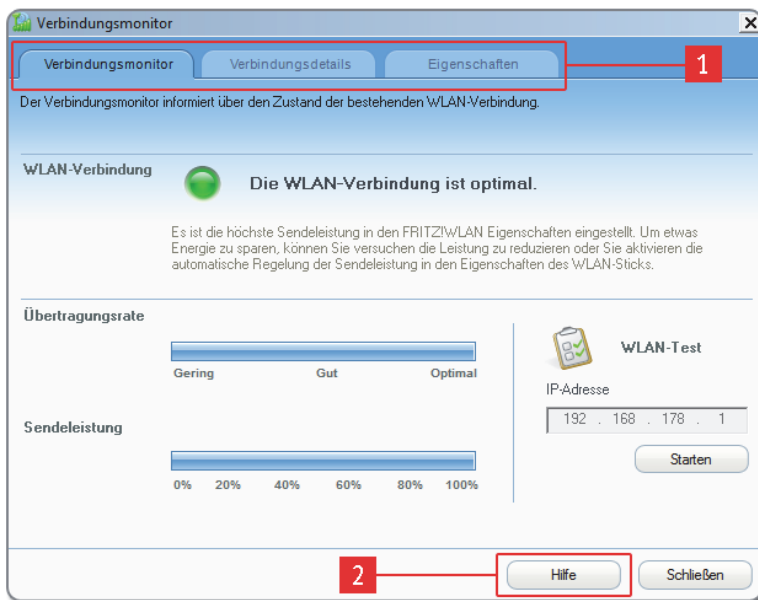 Verbindungsmonitor
Verbindungsmonitor Verbindungsdetails Eigenschaften
1
Der Verbindungsmonitor informiert über den Zustand der bestehenden WLAN-Verbindung.
WLAN-Verbindung
Die WLAN-Verbindung ist optimal.
Es ist die höchste Sendeleistung in den FRITZ!WLAN Eigenschaften eingestellt. Um etwas
Energie zu sparen, können Sie versuchen die Leistung zu reduzieren oder Sie aktivieren die
automatische Regelung der Sendeleistung in den Eigenschaften des WLAN-Sticks.
Übertragungsrate
Gering Gut Optimal
Sendeleistung
0% 20% 40% 60% 80% 100%
WLAN-Test
IP-Adresse
192 . 168 . 178 . 1
Starten
2
Hilfe Schließen